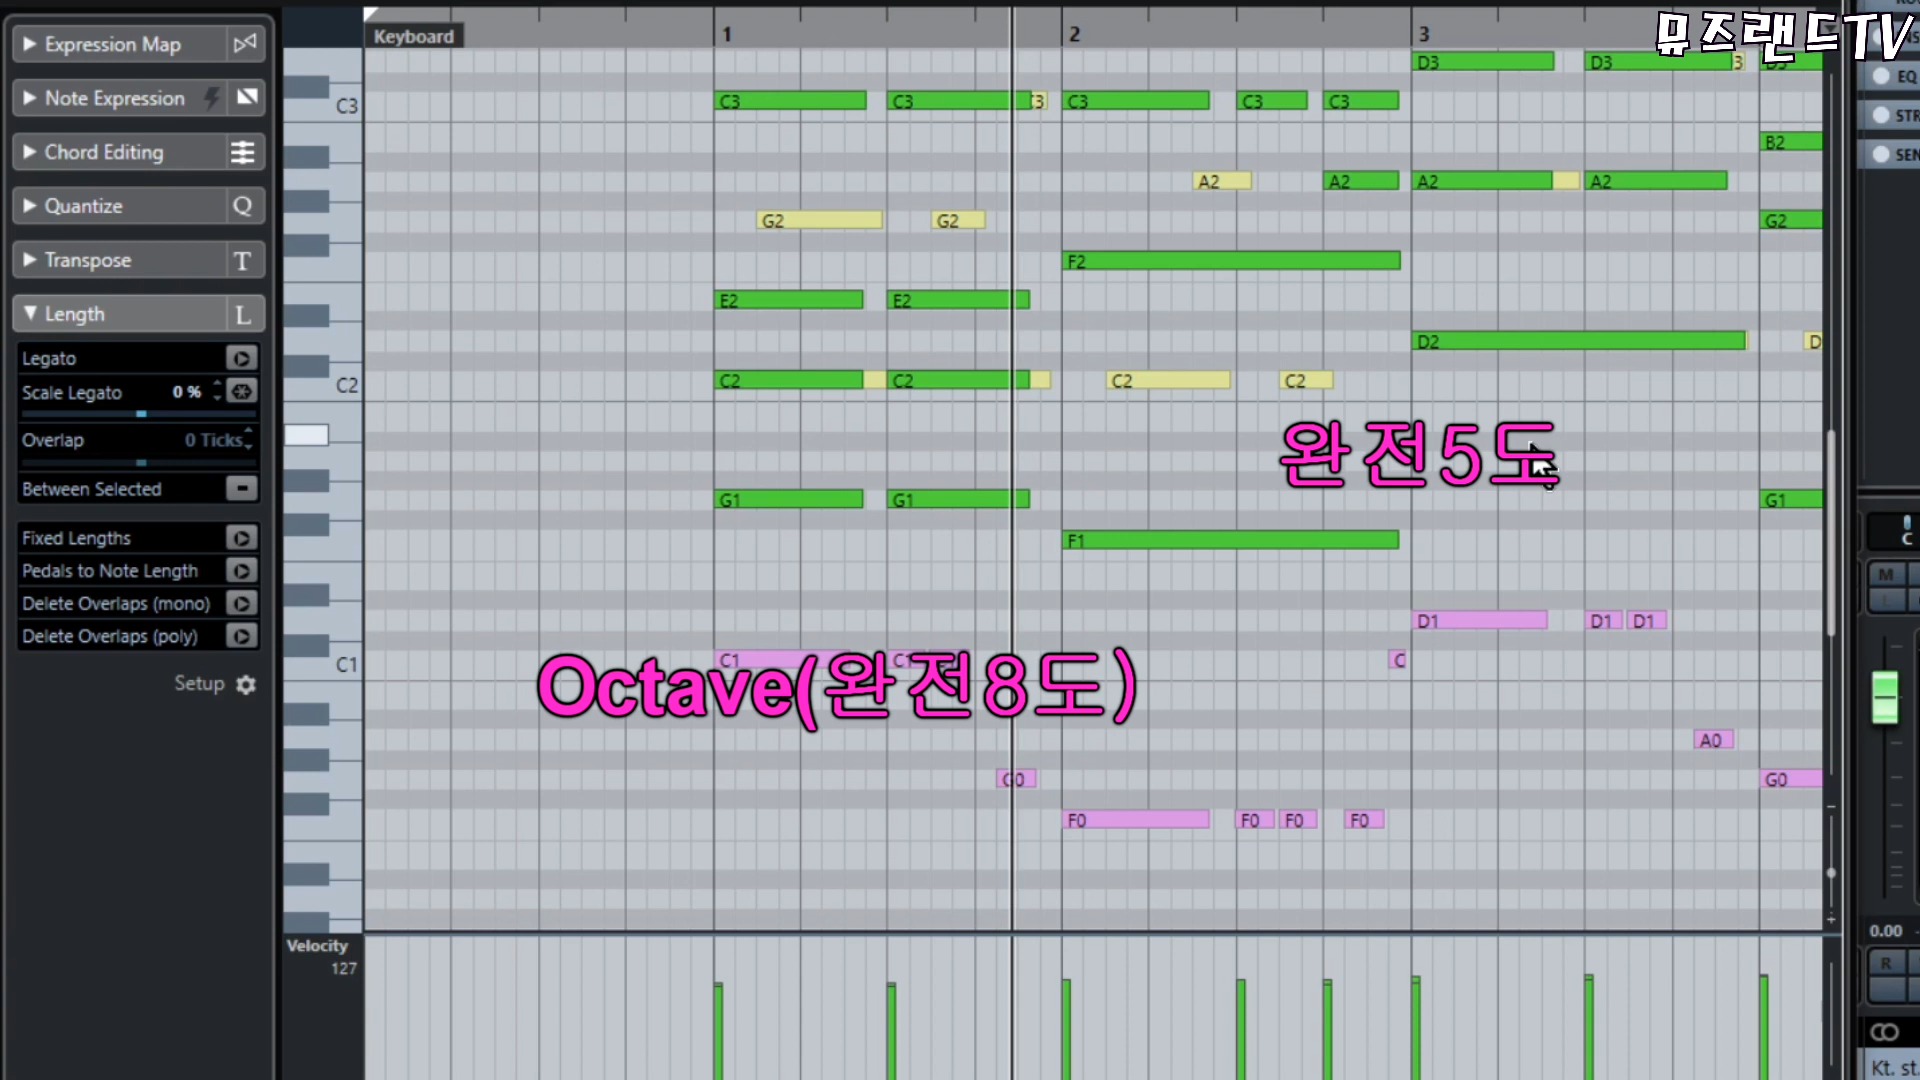 뮤즈랜드TV
Expression Map
Note Expression
Chord Editing
Quantize Q
Transpose T
Length L
Legato
Scale Legato 0 %
Overlap 0 Ticks
Between Selected
Fixed Lengths
Pedals to Note Length
Delete Overlaps (mono)
Delete Overlaps (poly)
Setup
Keyboard
1 2 3
C3
C2
C1
D3 D3
C3 C3 C3 C3 C3
B2
A2 A2 A2 A2
G2 G2 G2
F2
E2 E2
D2 D
C2 C2 C2 C2
완전5도
G1 G1 G1
F1
D1 D1 D1
C1 C
Octave(완전8도)
A0
G0 G0
F0 F0 F0 F0
Velocity
127
EQ
STR
SEN
C
M
L
0.00
R
Kt. st.